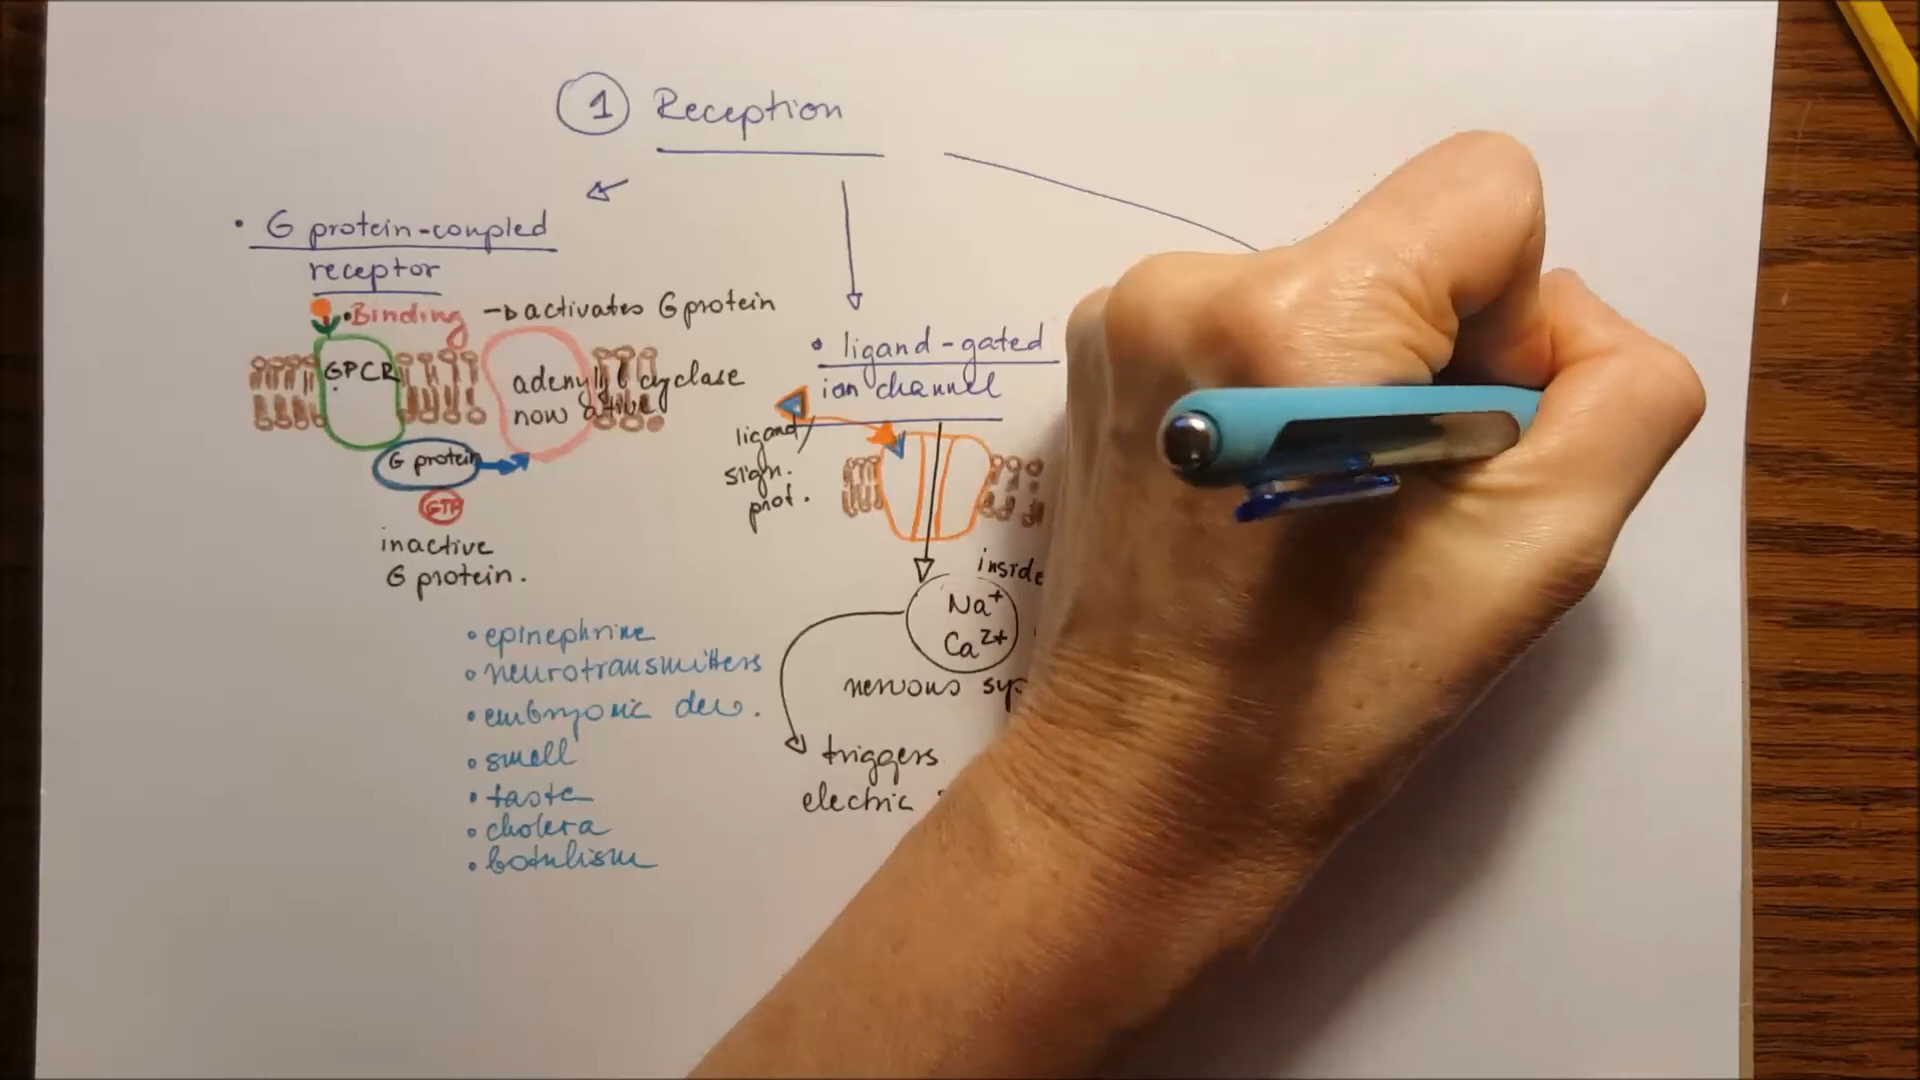 1 Reception
• G protein-coupled
receptor
• Binding → activates G protein
GPCR
adenylyl cyclase
now active
G protein
GTP
inactive
G protein.
• epinephrine
• neurotransmitters
• embryonic dev.
• smell
• taste
• cholera
• botulism
• ligand-gated
ion channel
ligand/
sign.
prot.
inside
Na+
Ca2+
nervous
triggers
electric